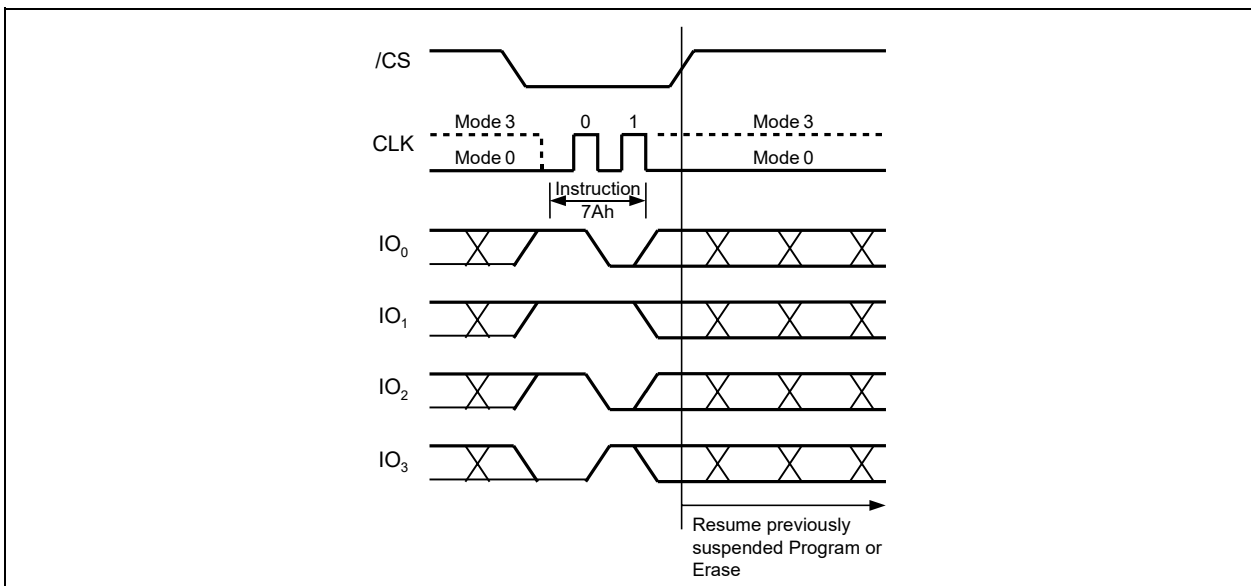 /CS
Mode 3 0 1 Mode 3
CLK
Mode 0 Mode 0
Instruction
7Ah
IO0
IO1
IO2
IO3
Resume previously
suspended Program or
Erase